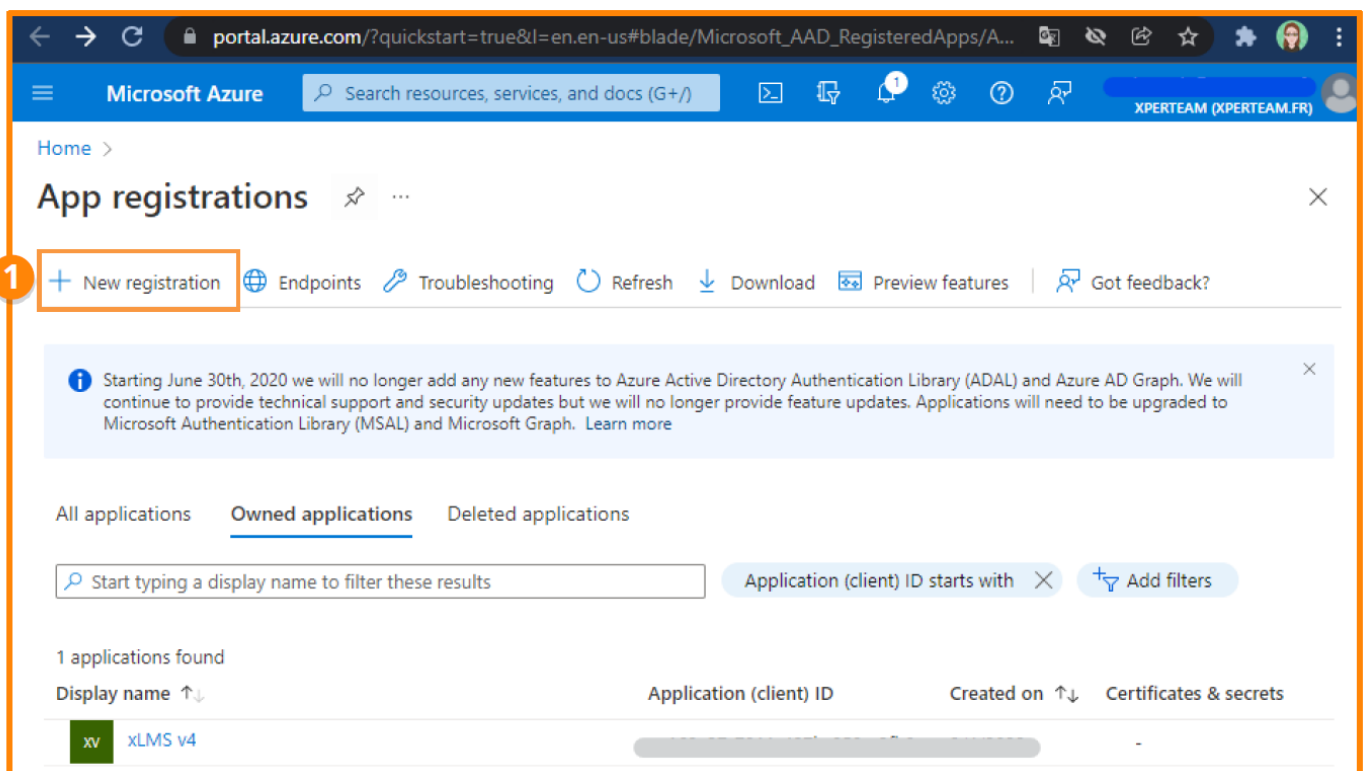 portal.azure.com/?quickstart=true&l=en.en-us#blade/Microsoft_AAD_RegisteredApps/A...
Microsoft Azure
Search resources, services, and docs (G+/)
1
XPERTEAM (XPERTEAM.FR)
Home >
App registrations
...
1
+ New registration
Endpoints
Troubleshooting
Refresh
Download
Preview features
Got feedback?
Starting June 30th, 2020 we will no longer add any new features to Azure Active Directory Authentication Library (ADAL) and Azure AD Graph. We will
continue to provide technical support and security updates but we will no longer provide feature updates. Applications will need to be upgraded to
Microsoft Authentication Library (MSAL) and Microsoft Graph. Learn more
All applications
Owned applications
Deleted applications
Start typing a display name to filter these results
Application (client) ID starts with
Add filters
1 applications found
Display name ↑↓
Application (client) ID
Created on ↑↓
Certificates & secrets
XV
xLMS v4
-